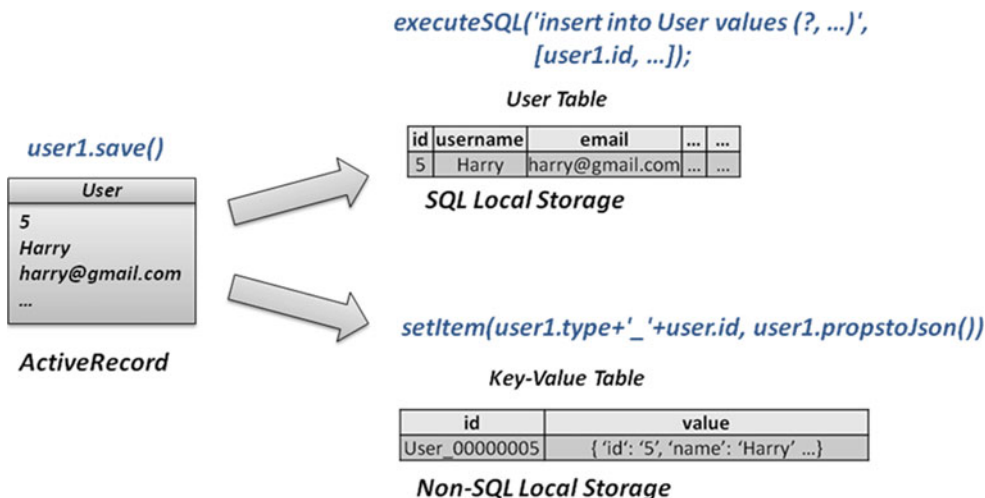 executeSQL('insert into User values (?, ...)',
[user1.id, ...]);
User Table
id username email ... ...
5 Harry harry@gmail.com ... ...
SQL Local Storage
user1.save()
User
5
Harry
harry@gmail.com
...
ActiveRecord
setItem(user1.type+'_'+user.id, user1.propstoJson())
Key-Value Table
id value
User_00000005 { ‘id‘: ‘5’, ‘name’: ‘Harry’ ...}
Non-SQL Local Storage